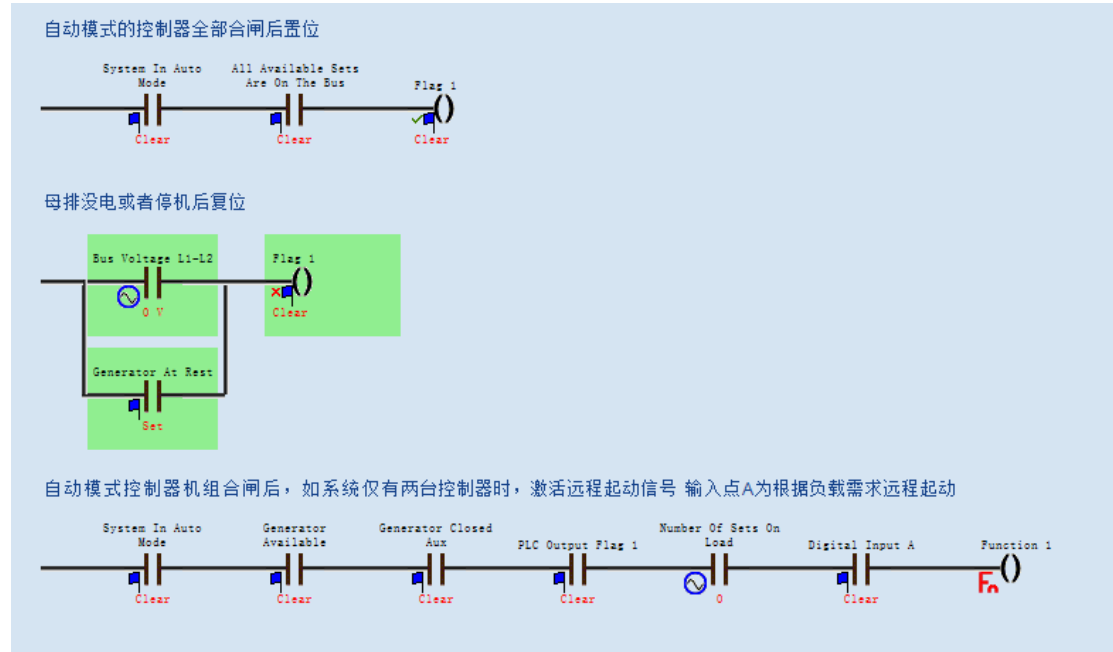 自动模式的控制器全部合闸后置位
System In Auto Mode
All Available Sets Are On The Bus
Flag 1
Clear
Clear
Clear
母排没电或者停机后复位
Bus Voltage L1-L2
Flag 1
0 V
Clear
Generator At Rest
Set
自动模式控制器机组合闸后，如系统仅有两台控制器时，激活远程起动信号 输入点A为根据负载需求远程起动
System In Auto Mode
Generator Available
Generator Closed Aux
PLC Output Flag 1
Number Of Sets On Load
Digital Input A
Function 1
Clear
Clear
Clear
Clear
0
Clear
Fn